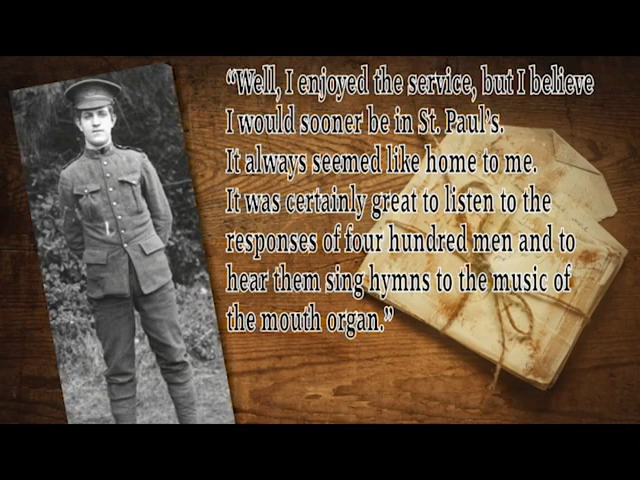 “Well, I enjoyed the service, but I believe
I would sooner be in St. Paul’s.
It always seemed like home to me.
It was certainly great to listen to the
responses of four hundred men and to
hear them sing hymns to the music of
the mouth organ.”